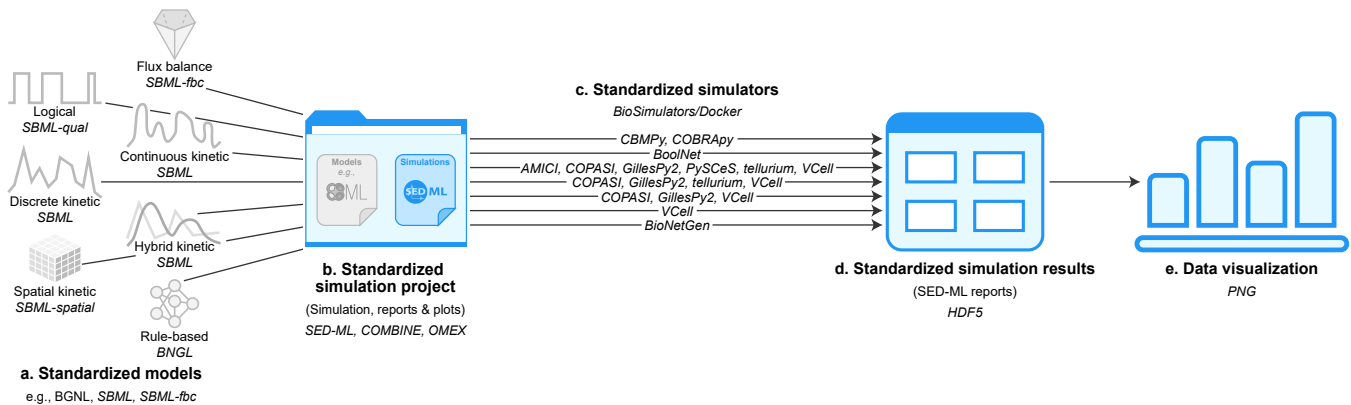 Flux balance
SBML-fbc
Logical
SBML-qual
Continuous kinetic
SBML
Discrete kinetic
SBML
Hybrid kinetic
SBML
Spatial kinetic
SBML-spatial
Rule-based
BNGL
a. Standardized models
e.g., BGNL, SBML, SBML-fbc
Models
e.g.,
ML
Simulations
SED ML
b. Standardized
simulation project
(Simulation, reports & plots)
SED-ML, COMBINE, OMEX
c. Standardized simulators
BioSimulators/Docker
CBMPy, COBRApy
BoolNet
AMICI, COPASI, GillesPy2, PySCeS, tellurium, VCell
COPASI, GillesPy2, tellurium, VCell
COPASI, GillesPy2, VCell
VCell
BioNetGen
d. Standardized simulation results
(SED-ML reports)
HDF5
e. Data visualization
PNG